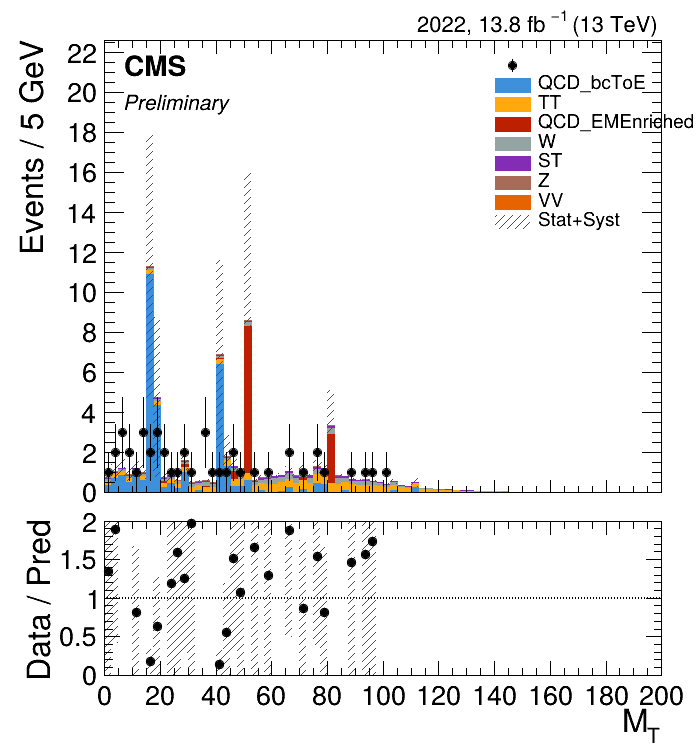 2022, 13.8 fb⁻¹ (13 TeV)
Events / 5 GeV
CMS
Preliminary
QCD_bcToE
TT
QCD_EMEnriched
W
ST
Z
VV
Stat+Syst
22
20
18
16
14
12
10
8
6
4
2
0
Data / Pred
2
1.5
1
0.5
0
0 20 40 60 80 100 120 140 160 180 200
M_T